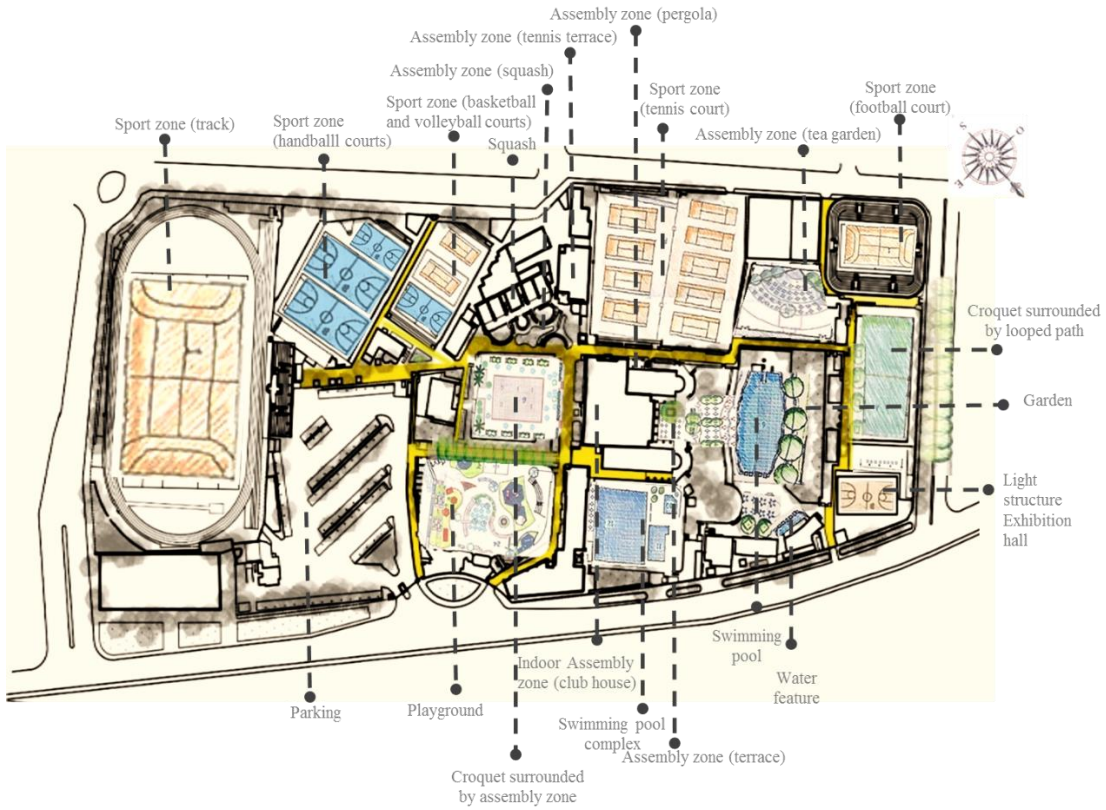 Assembly zone (pergola)
Assembly zone (tennis terrace)
Assembly zone (squash)
Sport zone (basketball
and volleyball courts)
Squash
Sport zone
(tennis court)
Sport zone
(football court)
Assembly zone (tea garden)
Sport zone (track)
Sport zone
(handballl courts)
S
O
E
Croquet surrounded
by looped path
Garden
Light
structure
Exhibition
hall
Swimming
pool
Water
feature
Indoor Assembly
zone (club house)
Parking
Playground
Swimming pool
complex
Assembly zone (terrace)
Croquet surrounded
by assembly zone